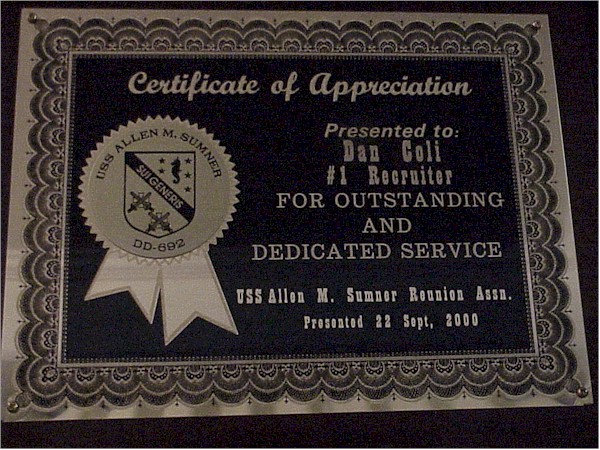 Certificate of Appreciation
USS ALLEN M. SUMNER
SUI GENERIS
DD-692
Presented to:
Dan Coli
#1 Recruiter
FOR OUTSTANDING
AND
DEDICATED SERVICE
USS Allen M. Sumner Reunion Assn.
Presented 22 Sept, 2000